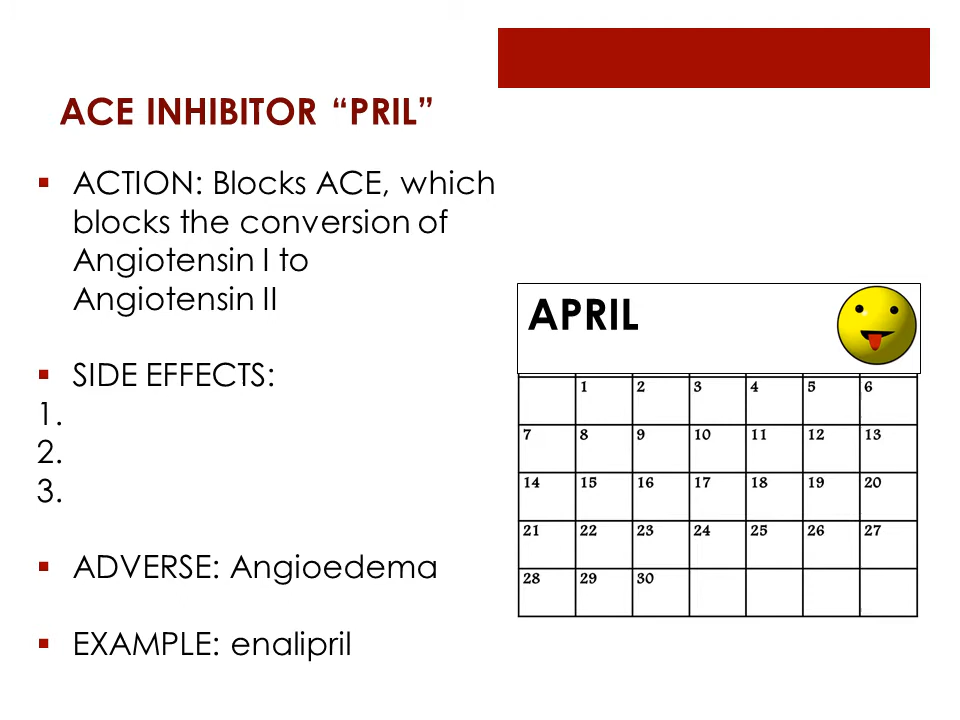 ACE INHIBITOR “PRIL”
▪ ACTION: Blocks ACE, which
blocks the conversion of
Angiotensin I to
Angiotensin II
▪ SIDE EFFECTS:
1.
2.
3.
▪ ADVERSE: Angioedema
▪ EXAMPLE: enalipril
APRIL
1 2 3 4 5 6
7 8 9 10 11 12 13
14 15 16 17 18 19 20
21 22 23 24 25 26 27
28 29 30